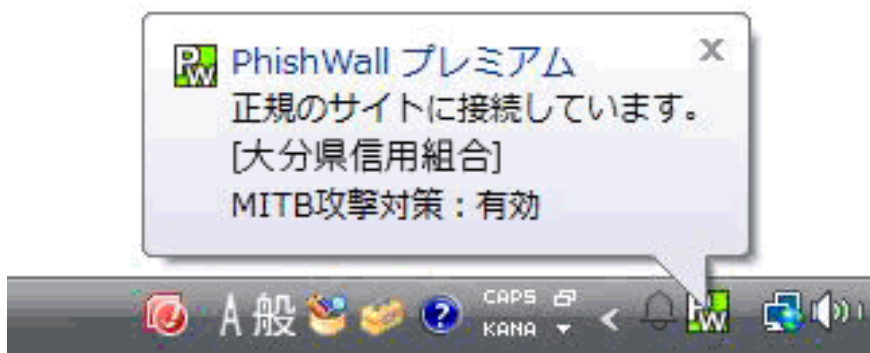 PhishWall プレミアム
正規のサイトに接続しています。
[大分県信用組合]
MITB攻撃対策：有効
A 般 CAPS
KANA
PW